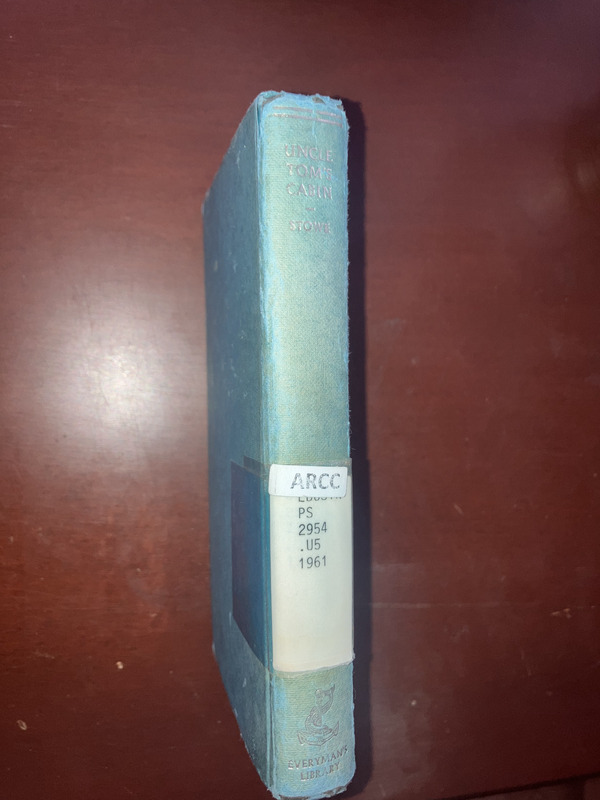 UNCLE
TOM'S
CABIN
STOWE
ARCC
PS
2954
.U5
1961
EVERYMAN'S
LIBRARY